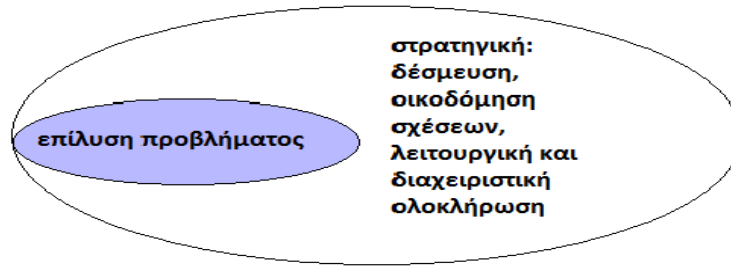 επίλυση προβλήματος
στρατηγική:
δέσμευση,
οικοδόμηση
σχέσεων,
λειτουργική και
διαχειριστική
ολοκλήρωση